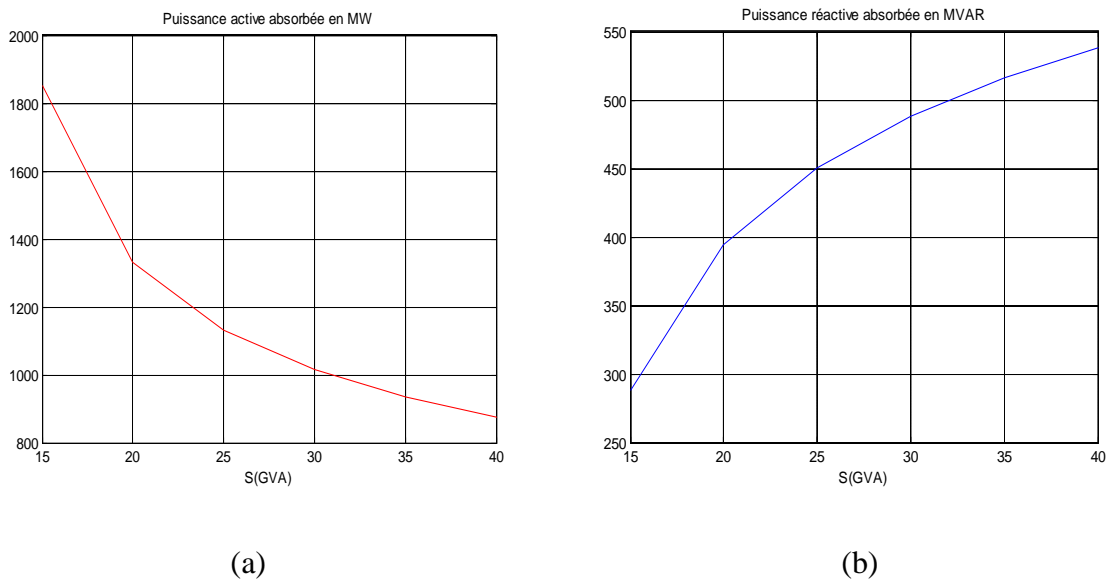 Puissance active absorbée en MW
2000
1800
1600
1400
1200
1000
800
15 20 25 30 35 40
S(GVA)
(a)
Puissance réactive absorbée en MVAR
550
500
450
400
350
300
250
15 20 25 30 35 40
S(GVA)
(b)